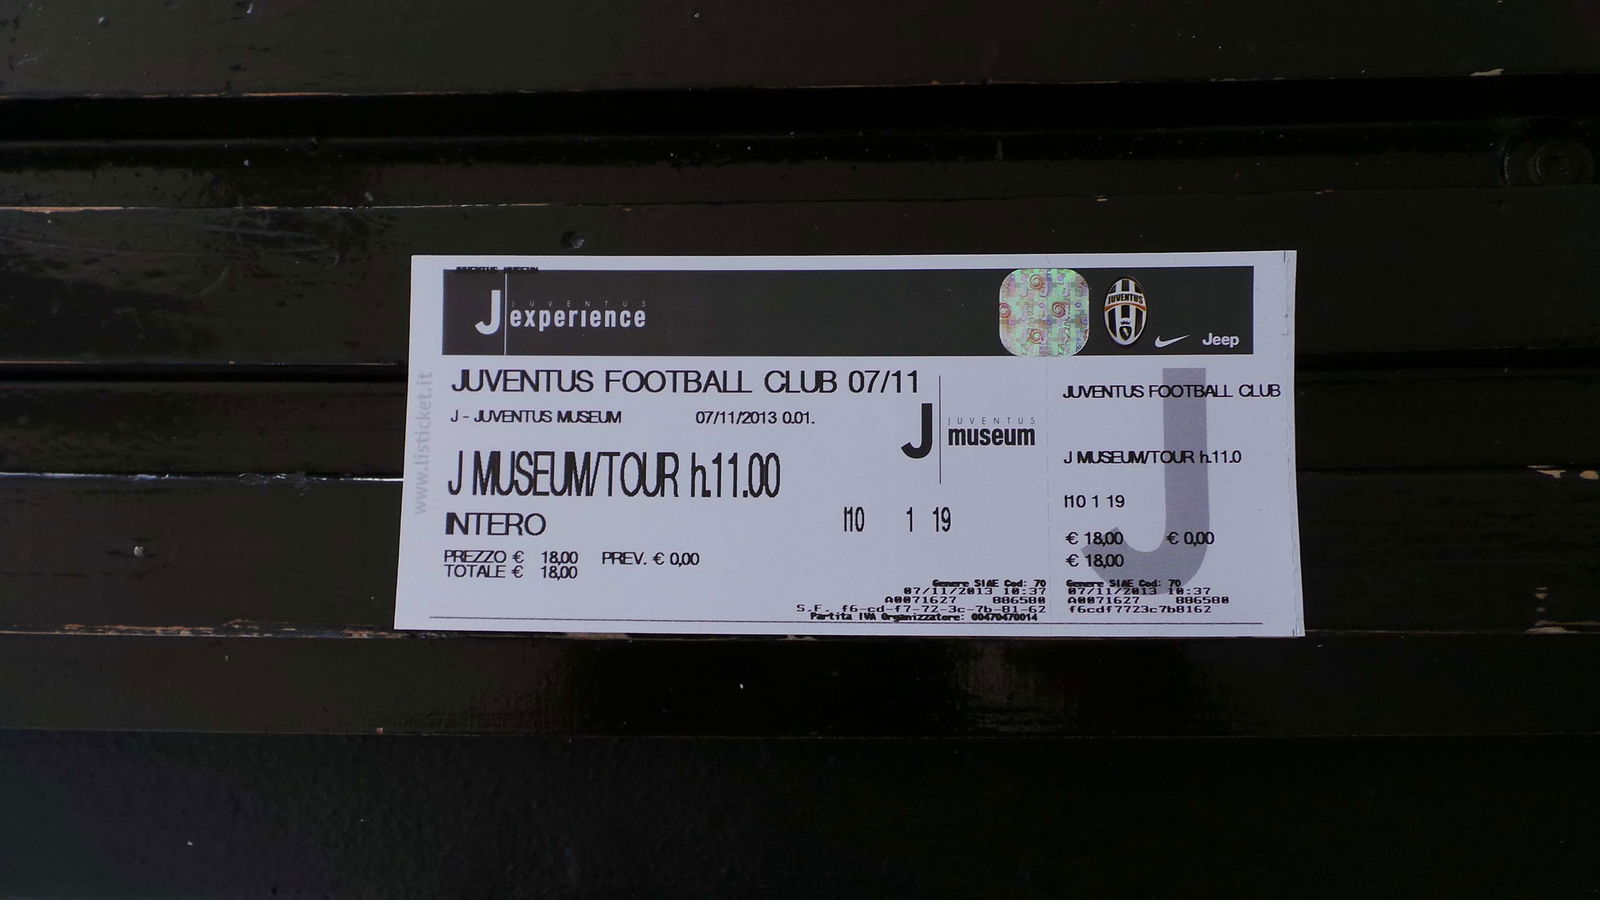 JUVENTUS MUSEUM
J JUVENTUS experience
JUVENTUS
Jeep
www.listicket.it
JUVENTUS FOOTBALL CLUB 07/11
J - JUVENTUS MUSEUM 07/11/2013 0.01.
J JUVENTUS museum
J MUSEUM/TOUR h.11.00
INTERO
1 19
PREZZO € 18,00 PREV. € 0,00
TOTALE € 18,00
Genere SIAE Cod: 70
07/11/2013 10:37
A0071627 886580
S.F. f6-cd-f7-72-3c-7b-81-62
Partita IVA Organizzatore: 00470470014
JUVENTUS FOOTBALL CLUB
J
J MUSEUM/TOUR h.11.0
1 19
€ 18,00 € 0,00
€ 18,00
Genere SIAE Cod: 70
07/11/2013 10:37
A0071627 886580
f6cdf7723c7b8162